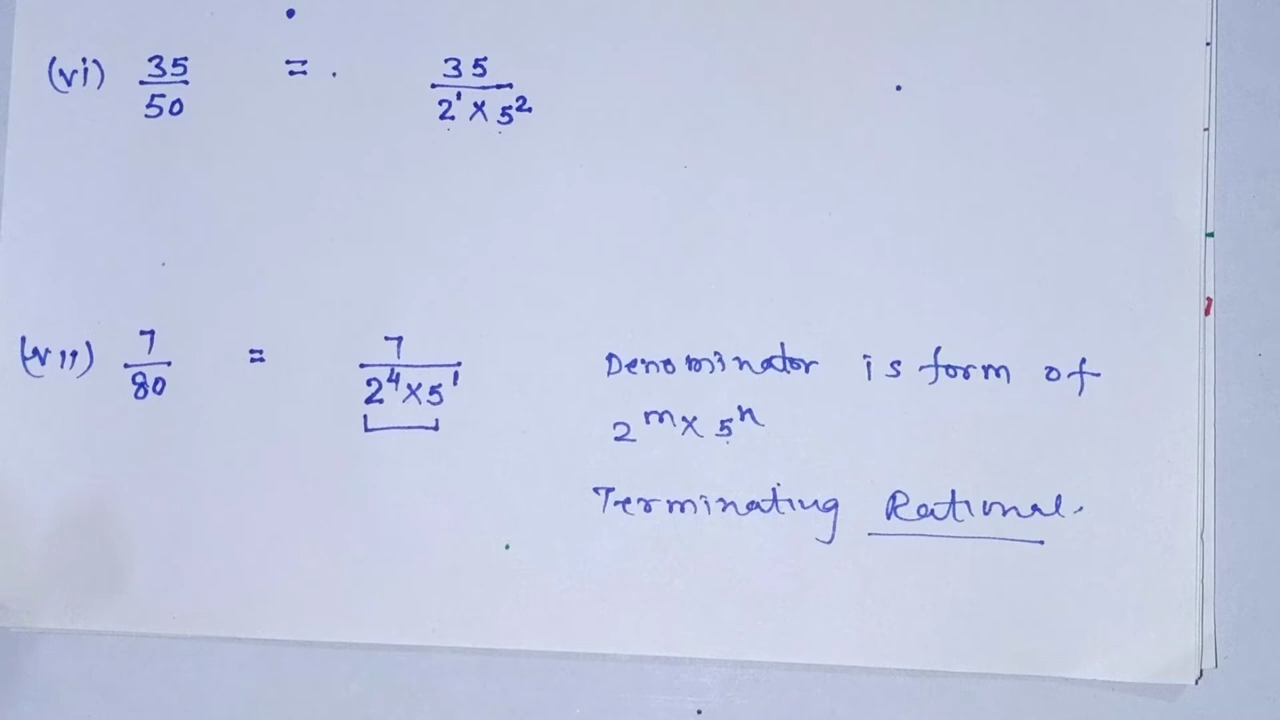 (vi) 35/50 = . 35/2¹ × 5²
(vii) 7/80 = 7/2⁴×5¹ Denominator is form of
2ᵐ × 5ⁿ
Terminating Rational.